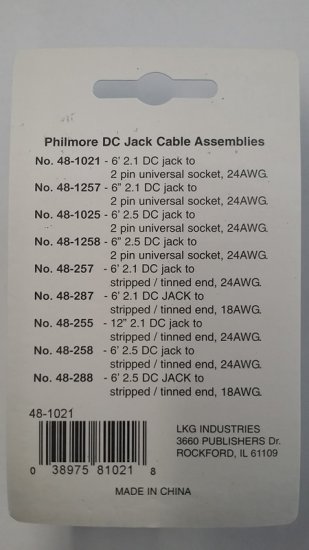 Philmore DC Jack Cable Assemblies
No. 48-1021 - 6' 2.1 DC jack to
2 pin universal socket, 24AWG.
No. 48-1257 - 6" 2.1 DC jack to
2 pin universal socket, 24AWG.
No. 48-1025 - 6' 2.5 DC jack to
2 pin universal socket, 24AWG.
No. 48-1258 - 6" 2.5 DC jack to
2 pin universal socket, 24AWG.
No. 48-257 - 6' 2.1 DC jack to
stripped / tinned end, 24AWG.
No. 48-287 - 6' 2.1 DC JACK to
stripped / tinned end, 18AWG.
No. 48-255 - 12" 2.1 DC jack to
stripped / tinned end, 24AWG.
No. 48-258 - 6' 2.5 DC jack to
stripped / tinned end, 24AWG.
No. 48-288 - 6' 2.5 DC JACK to
stripped / tinned end, 18AWG.
48-1021
0 38975 81021 8
LKG INDUSTRIES
3660 PUBLISHERS Dr.
ROCKFORD, IL 61109
MADE IN CHINA